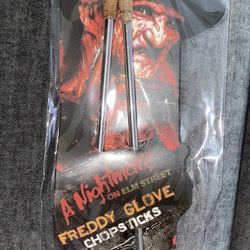 A Nightmare
ON ELM STREET
FREDDY GLOVE
CHOPSTICKS